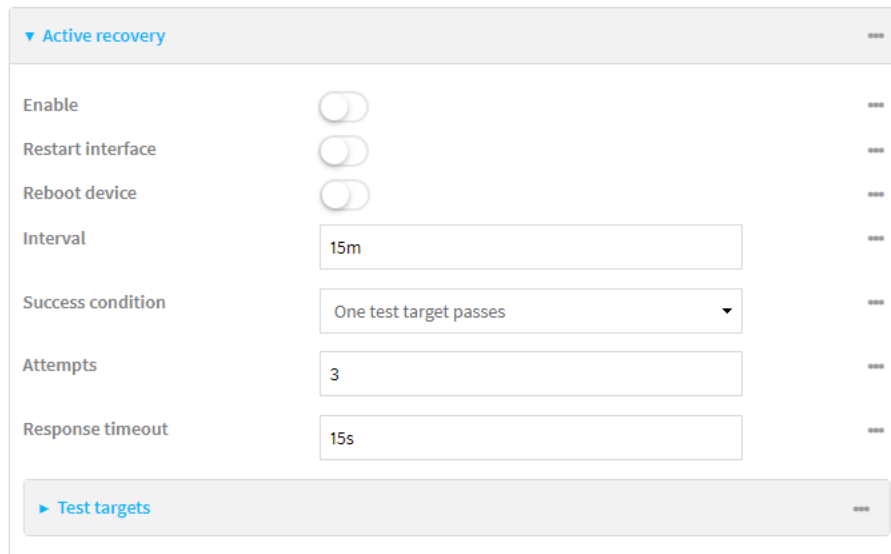 Active recovery
Enable
Restart interface
Reboot device
Interval 15m
Success condition One test target passes
Attempts 3
Response timeout 15s
Test targets